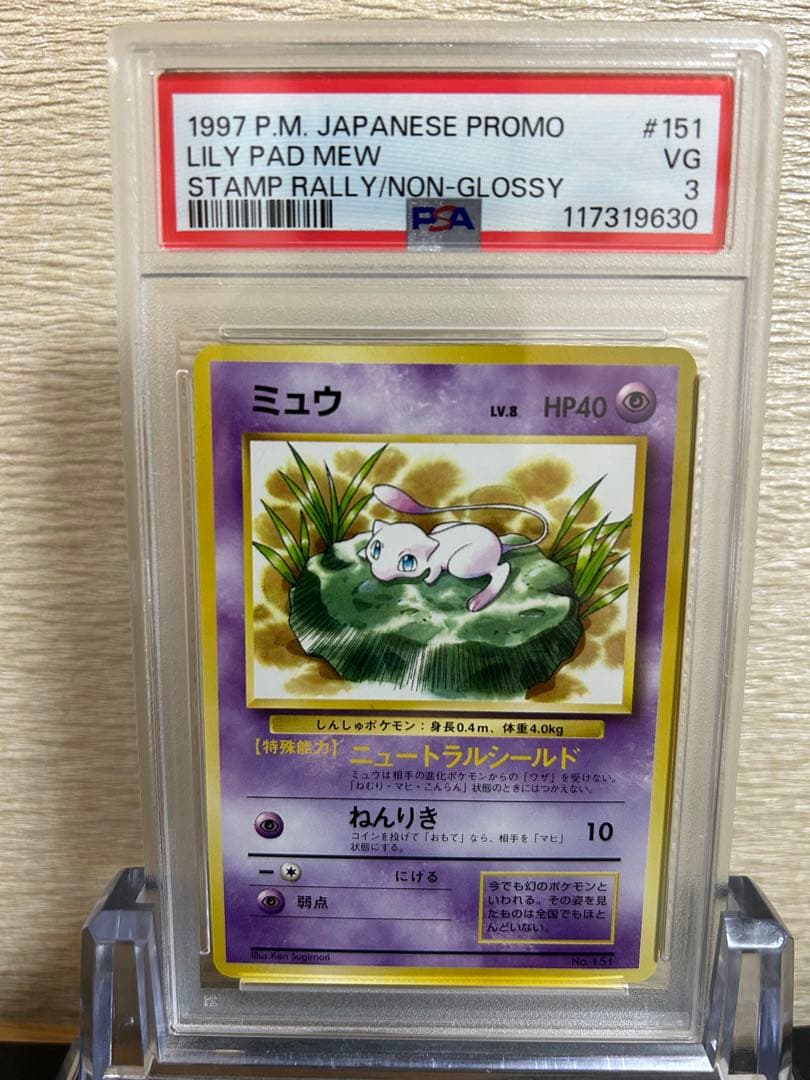 1997 P.M. JAPANESE PROMO #151
LILY PAD MEW VG
STAMP RALLY/NON-GLOSSY 3
PSA 117319630
ミュウ LV.8 HP40
しんしゅポケモン：身長0.4m、体重4.0kg
【特殊能力】ニュートラルシールド
ミュウは相手の進化ポケモンからの「ワザ」を受けない。
「ねむり・マヒ・こんらん」状態のときにはつかえない。
ねんりき 10
コインを投げて「おもて」なら、相手を「マヒ」
状態にする。
ー にげる
弱点
今でも幻のポケモンと
いわれる。その姿を見
たものは全国でもほと
んどいない。
Illus Ken Sugimori No. 151